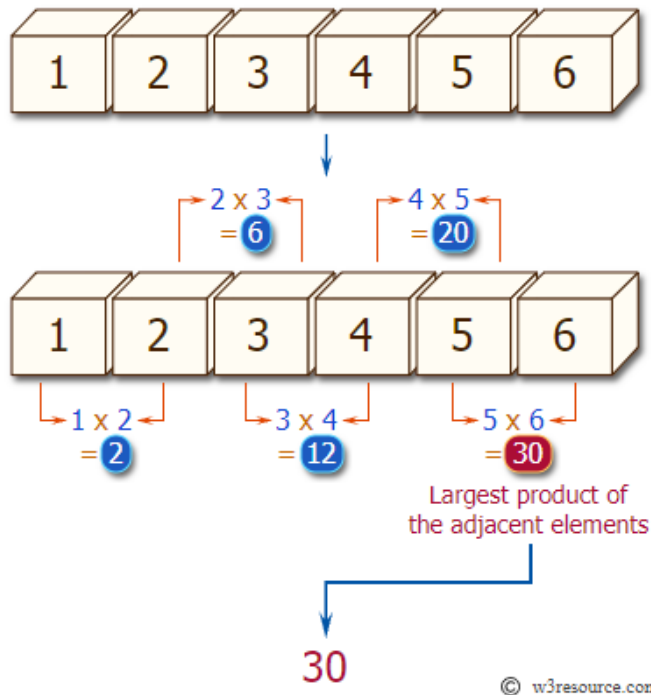 1 2 3 4 5 6
2 x 3 4 x 5
= 6 = 20
1 2 3 4 5 6
1 x 2 3 x 4 5 x 6
= 2 = 12 = 30
Largest product of
the adjacent elements
30
© w3resource.com